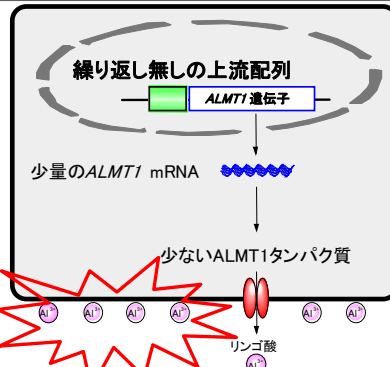 繰り返し無しの上流配列
ALMT1 遺伝子
少量のALMT1 mRNA
少ないALMT1タンパク質
Al3+ Al3+ Al3+ Al3+ Al3+ Al3+
リンゴ酸
Al3+